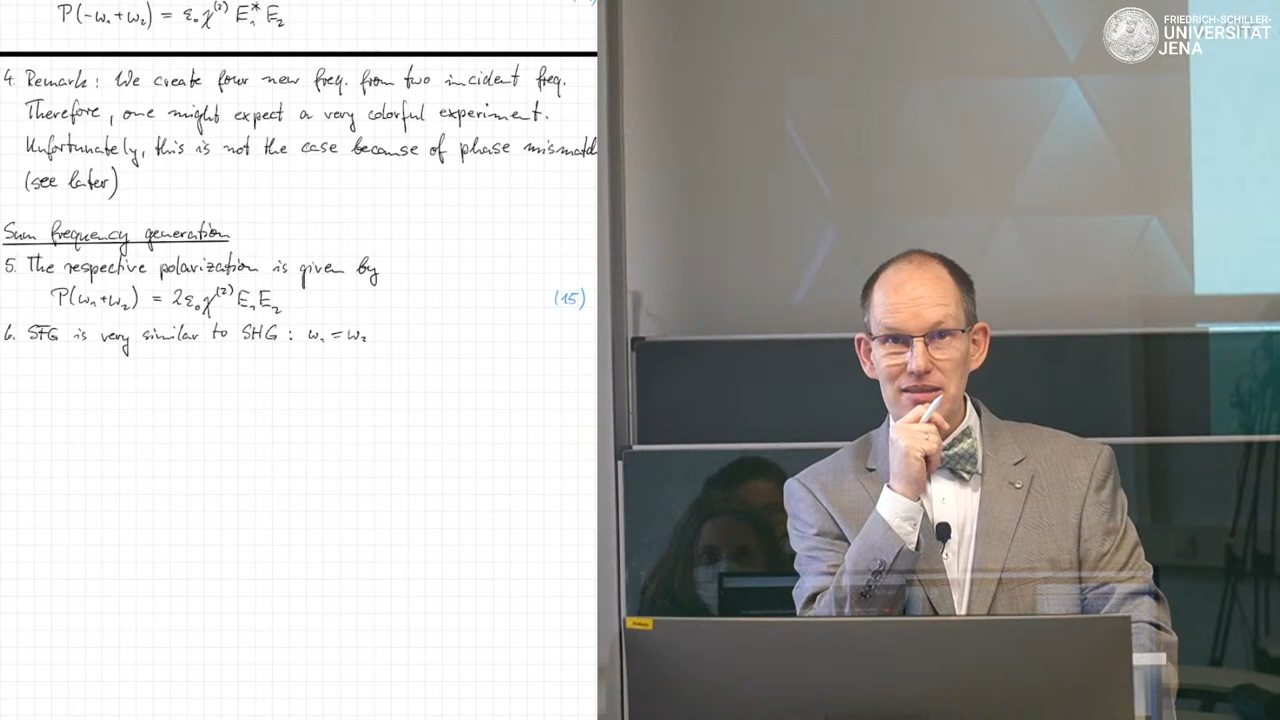 P(-ω₁+ω₂) = ε₀χ⁽²⁾ E₁* E₂
4. Remark: We create four new freq. from two incident freq.
Therefore, one might expect a very colorful experiment.
Unfortunately, this is not the case because of phase mismatch
(see later)
Sum frequency generation
5. The respective polarization is given by
P(ω₁+ω₂) = 2ε₀χ⁽²⁾E₁E₂ (15)
6. SFG is very similar to SHG: ω₁ = ω₂
FRIEDRICH-SCHILLER-
UNIVERSITÄT
JENA